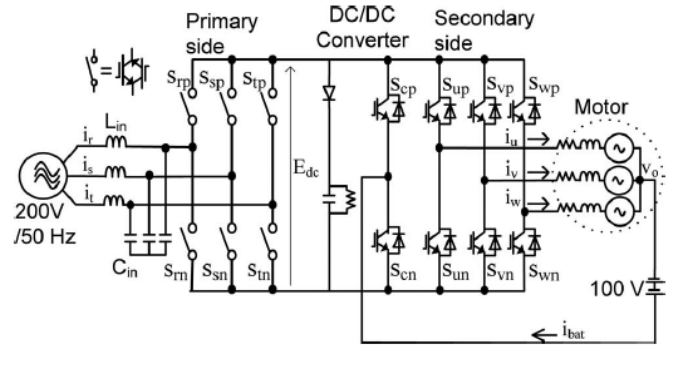 Primary
side
DC/DC
Converter
Secondary
side
=
Srp Ssp Stp
Scp Sup Svp Swp
Motor
Lin
ir
is
it
Edc
iu
iv
iw
vo
200V
/50 Hz
Cin
Srn Ssn Stn
Scn Sun Svn Swn
100 V
ibat